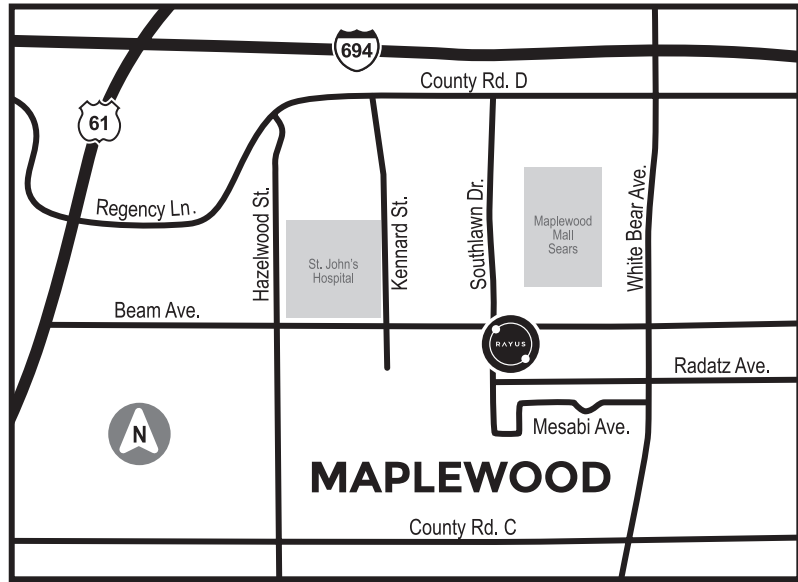 694
County Rd. D
61
Regency Ln.
Hazelwood St.
St. John's
Hospital
Kennard St.
Southlawn Dr.
Maplewood
Mall
Sears
White Bear Ave.
Beam Ave.
RAYUS
Radatz Ave.
N
Mesabi Ave.
MAPLEWOOD
County Rd. C